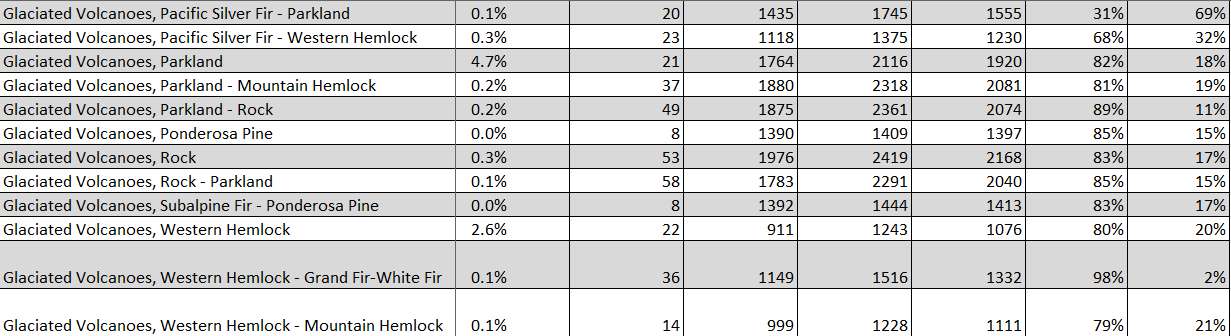 Glaciated Volcanoes, Pacific Silver Fir - Parkland 0.1% 20 1435 1745 1555 31% 69%
Glaciated Volcanoes, Pacific Silver Fir - Western Hemlock 0.3% 23 1118 1375 1230 68% 32%
Glaciated Volcanoes, Parkland 4.7% 21 1764 2116 1920 82% 18%
Glaciated Volcanoes, Parkland - Mountain Hemlock 0.2% 37 1880 2318 2081 81% 19%
Glaciated Volcanoes, Parkland - Rock 0.2% 49 1875 2361 2074 89% 11%
Glaciated Volcanoes, Ponderosa Pine 0.0% 8 1390 1409 1397 85% 15%
Glaciated Volcanoes, Rock 0.3% 53 1976 2419 2168 83% 17%
Glaciated Volcanoes, Rock - Parkland 0.1% 58 1783 2291 2040 85% 15%
Glaciated Volcanoes, Subalpine Fir - Ponderosa Pine 0.0% 8 1392 1444 1413 83% 17%
Glaciated Volcanoes, Western Hemlock 2.6% 22 911 1243 1076 80% 20%
Glaciated Volcanoes, Western Hemlock - Grand Fir-White Fir 0.1% 36 1149 1516 1332 98% 2%
Glaciated Volcanoes, Western Hemlock - Mountain Hemlock 0.1% 14 999 1228 1111 79% 21%